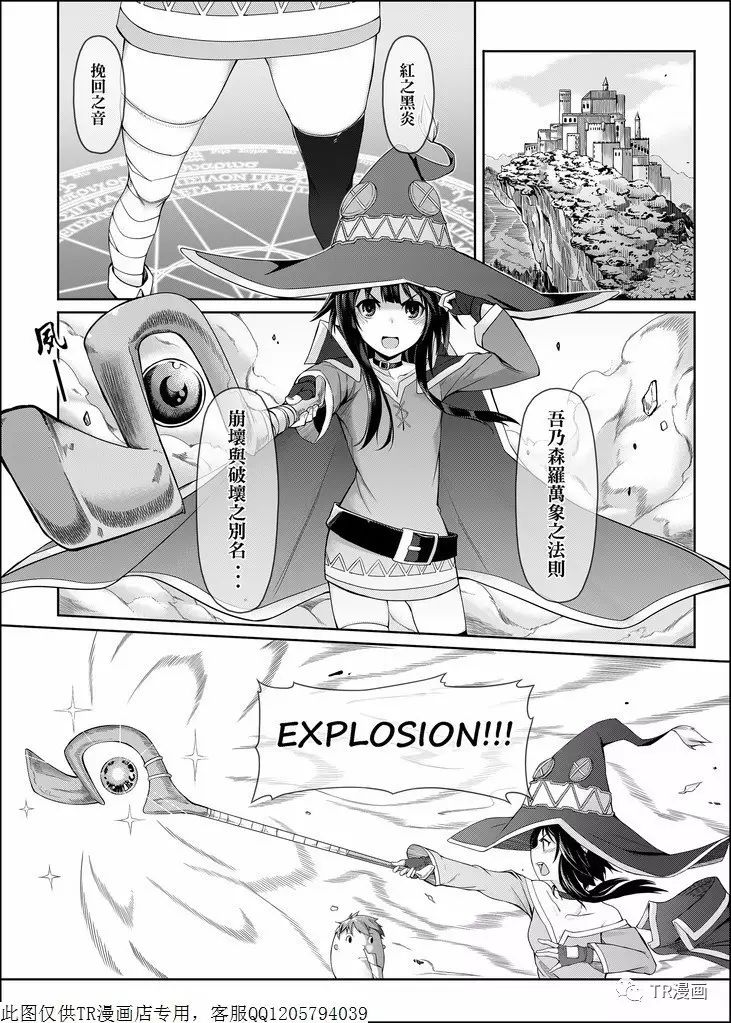 紅之黑炎
挽回之音
吾乃森羅萬象之法則
崩壞與破壞之別名...
EXPLOSION!!!
TR漫画
此图仅供TR漫画店专用，客服QQ1205794039